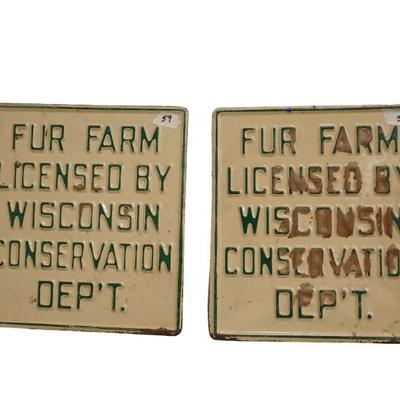 59
FUR FARM
LICENSED BY
WISCONSIN
CONSERVATION
DEP'T.
FUR FARM
LICENSED BY
WISCONSIN
CONSERVATION
DEP'T.